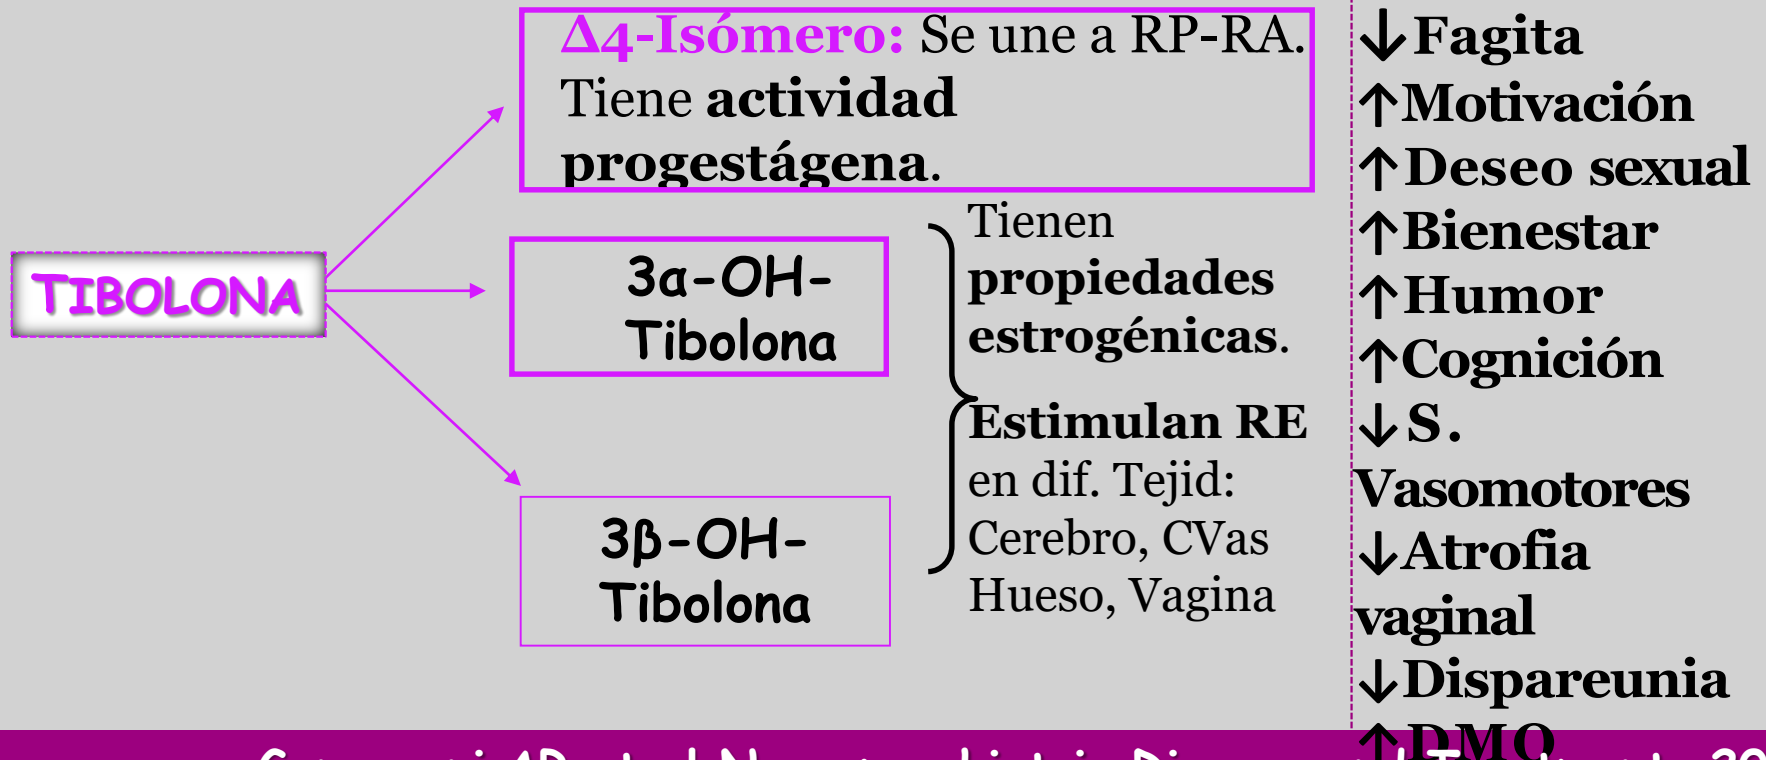 Δ4-Isómero: Se une a RP-RA.
Tiene actividad
progestágena.
TIBOLONA
3α-OH-
Tibolona
3β-OH-
Tibolona
Tienen
propiedades
estrogénicas.
Estimulan RE
en dif. Tejid:
Cerebro, CVas
Hueso, Vagina
↓Fagita
↑Motivación
↑Deseo sexual
↑Bienestar
↑Humor
↑Cognición
↓S.
Vasomotores
↓Atrofia
vaginal
↓Dispareunia
↑DMO